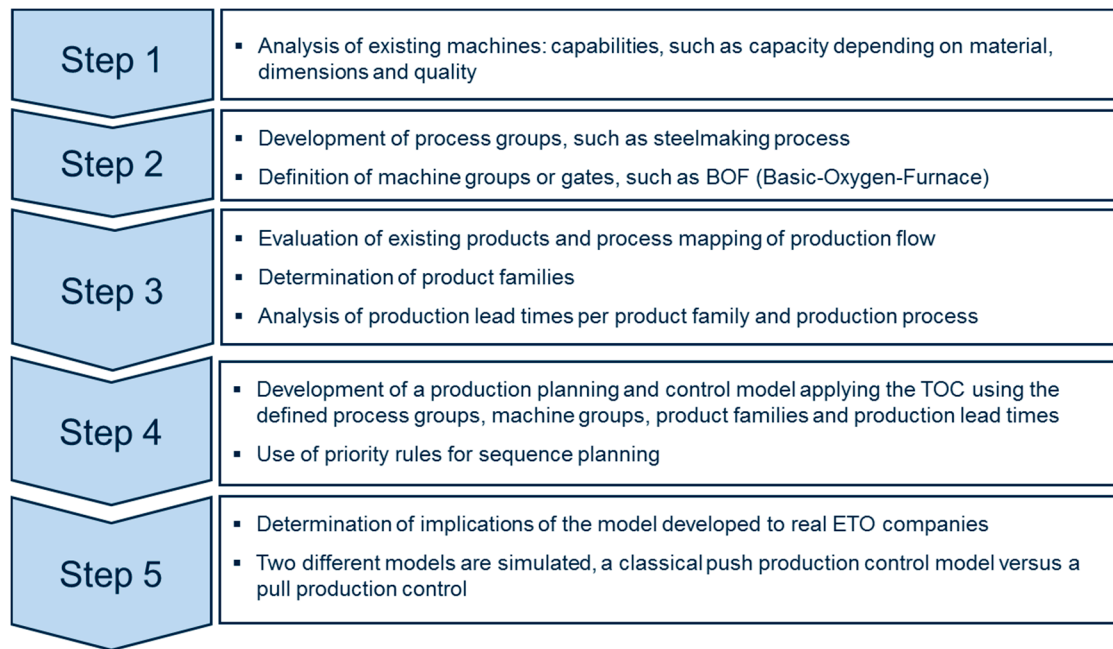 Step 1
▪ Analysis of existing machines: capabilities, such as capacity depending on material,
dimensions and quality
Step 2
▪ Development of process groups, such as steelmaking process
▪ Definition of machine groups or gates, such as BOF (Basic-Oxygen-Furnace)
Step 3
▪ Evaluation of existing products and process mapping of production flow
▪ Determination of product families
▪ Analysis of production lead times per product family and production process
Step 4
▪ Development of a production planning and control model applying the TOC using the
defined process groups, machine groups, product families and production lead times
▪ Use of priority rules for sequence planning
Step 5
▪ Determination of implications of the model developed to real ETO companies
▪ Two different models are simulated, a classical push production control model versus a
pull production control